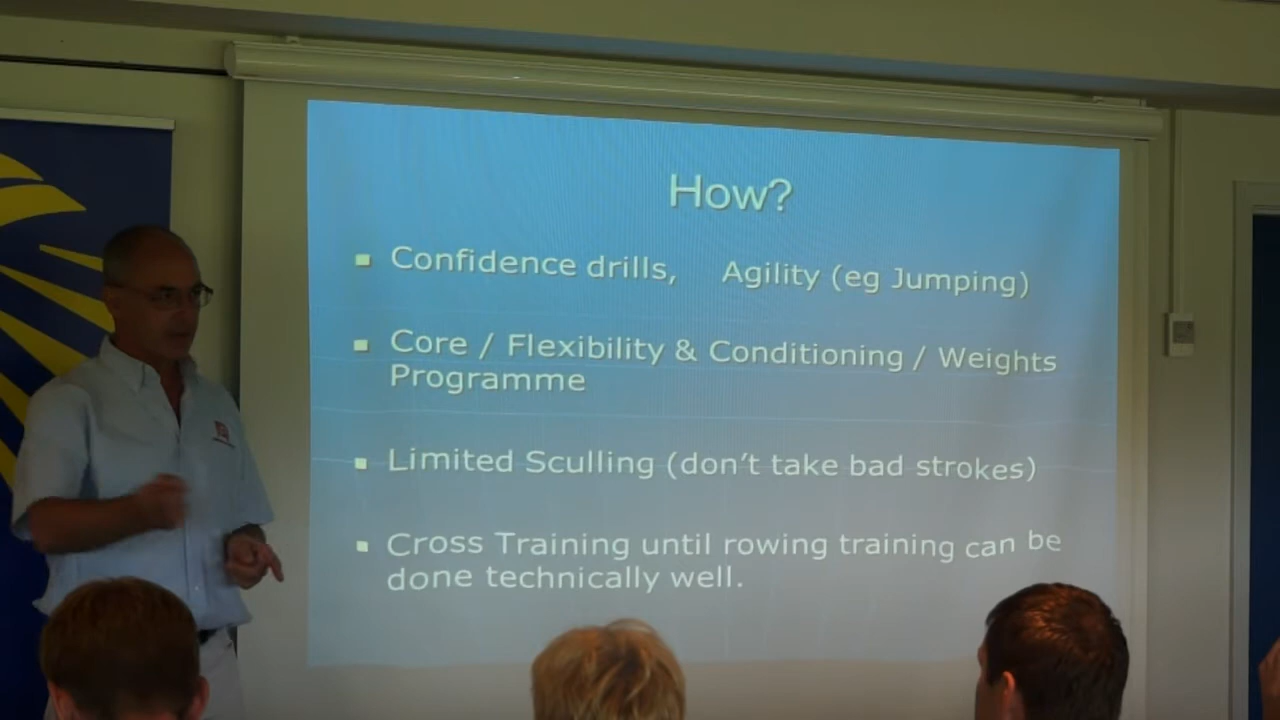 How?
Confidence drills, Agility (eg Jumping)
Core / Flexibility & Conditioning / Weights
Programme
Limited Sculling (don't take bad strokes)
Cross Training until rowing training can be
done technically well.